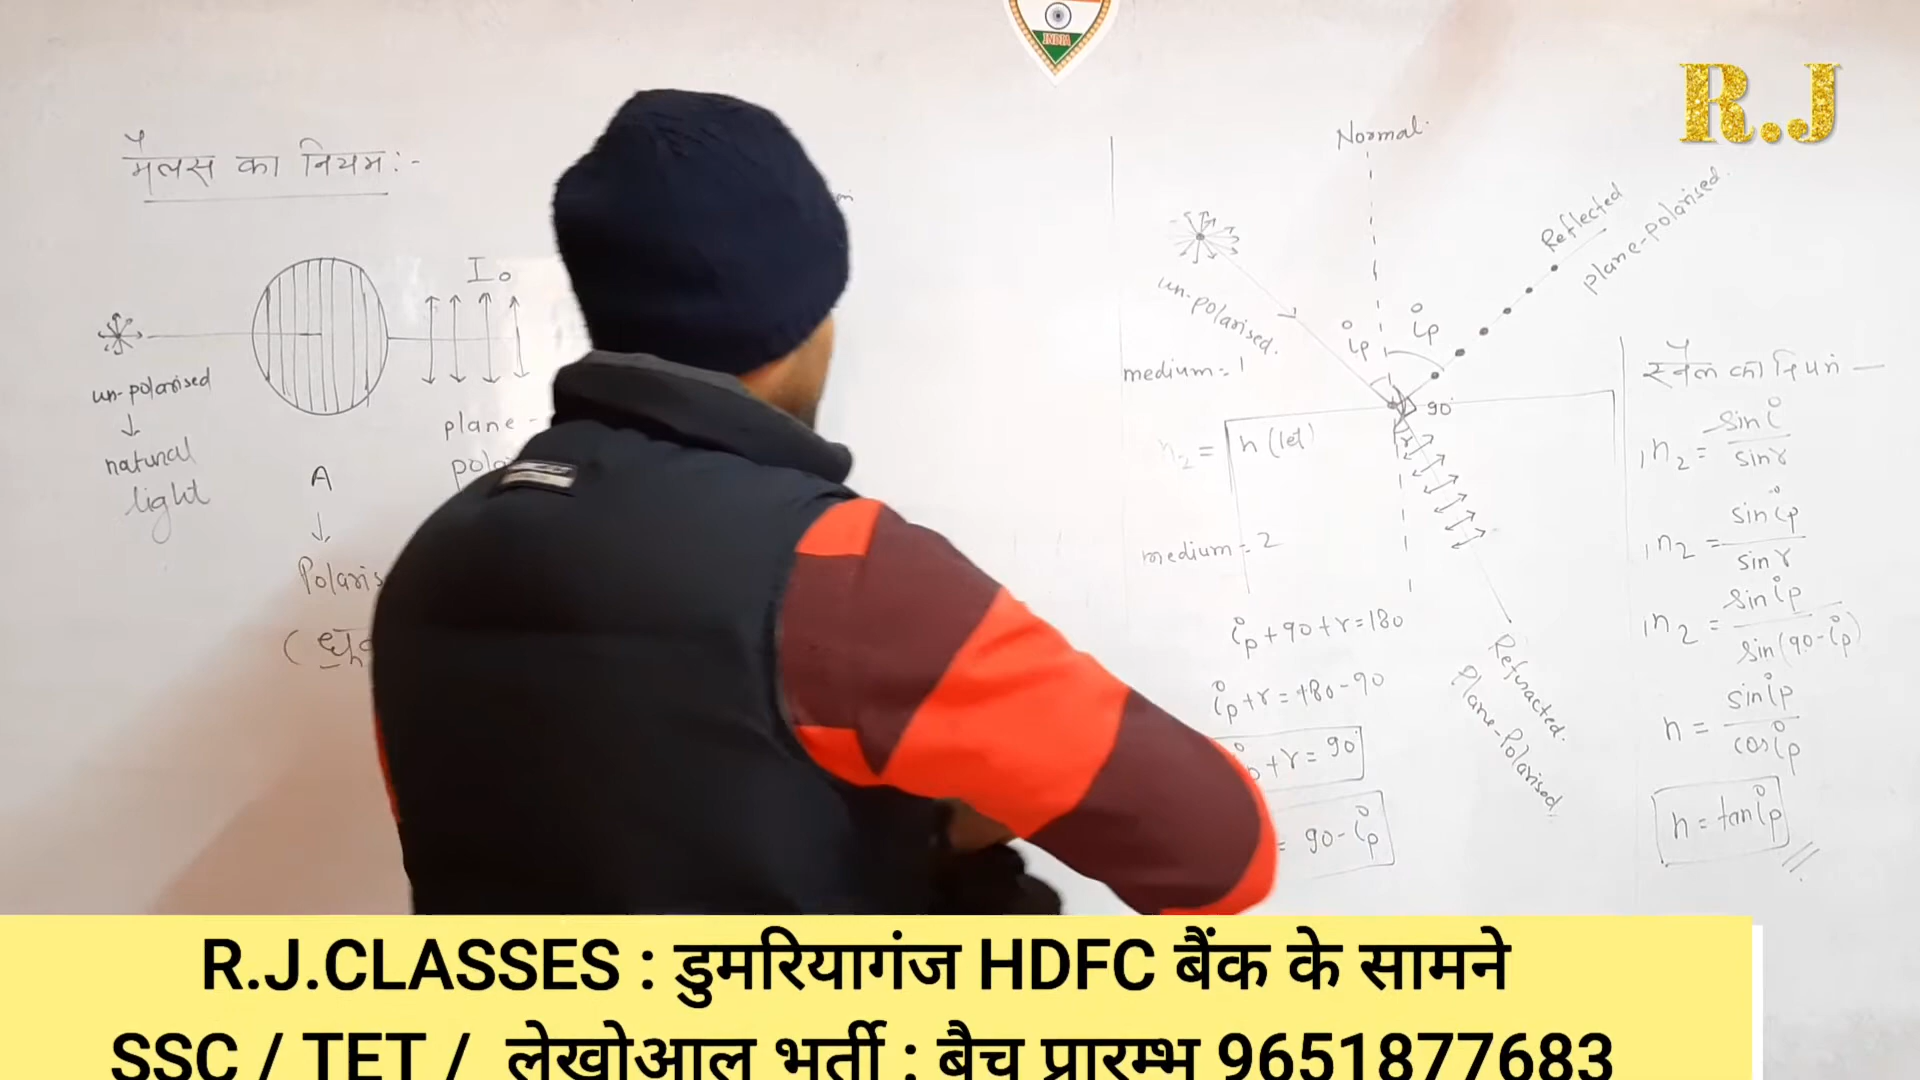 INDIA
R.J
मैलस का नियम:-
I₀
un-polarised
↓
natural
light
A
↓
plane-
Normal.
Reflected
plane-polarised.
un-polarised.
iₚ
iₚ
medium-1
90°
n₂ =
n (let)
r
medium-2
Refracted.
Plane-Polarised.
iₚ+90+r=180
iₚ+r=180-90
+r=90°
= 90-iₚ
स्नैल का नियम —
₁n₂ = sin i / sin r
₁n₂ = sin iₚ / sin r
₁n₂ = sin iₚ / sin(90-iₚ)
n = sin iₚ / cos iₚ
n = tan iₚ
R.J.CLASSES : डुमरियागंज HDFC बैंक के सामने
SSC / TET / लेखोआल भर्ती : बैच प्रारम्भ 9651877683